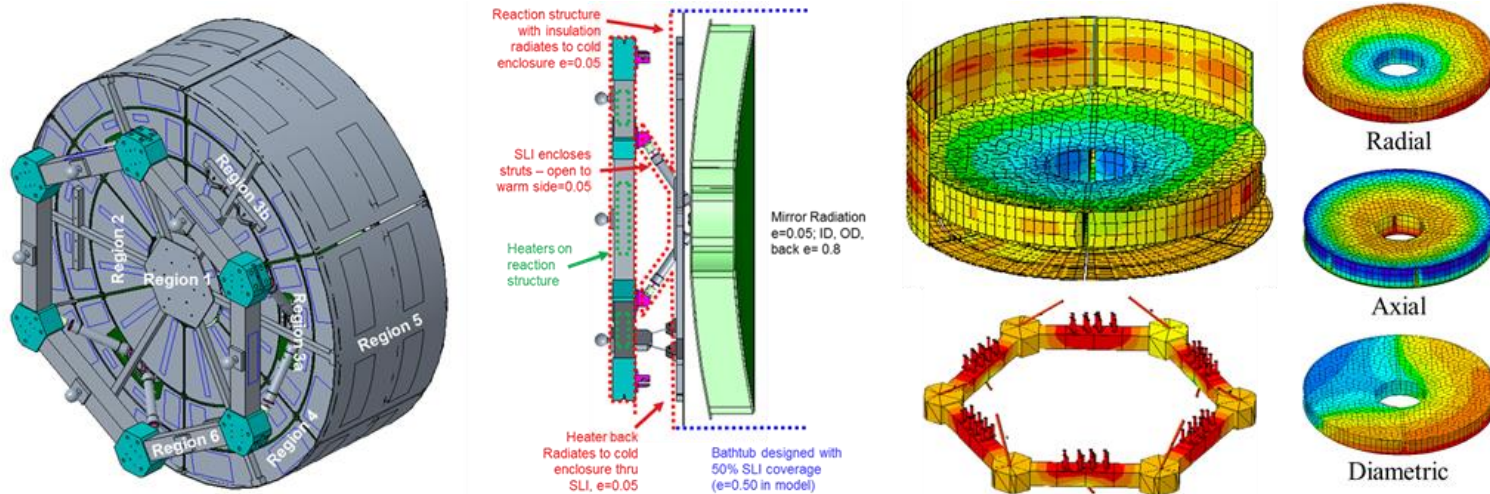 Region 3b
Region 2
Region 1
Region 5
Region 3a
Region 4
Region 6
Reaction structure
with insulation
radiates to cold
enclosure e=0.05
SLI encloses
struts – open to
warm side=0.05
Heaters on
reaction
structure
Heater back
Radiates to cold
enclosure thru
SLI, e=0.05
Mirror Radiation
e=0.05; ID, OD,
back e= 0.8
Bathtub designed with
50% SLI coverage
(e=0.50 in model)
Radial
Axial
Diametric